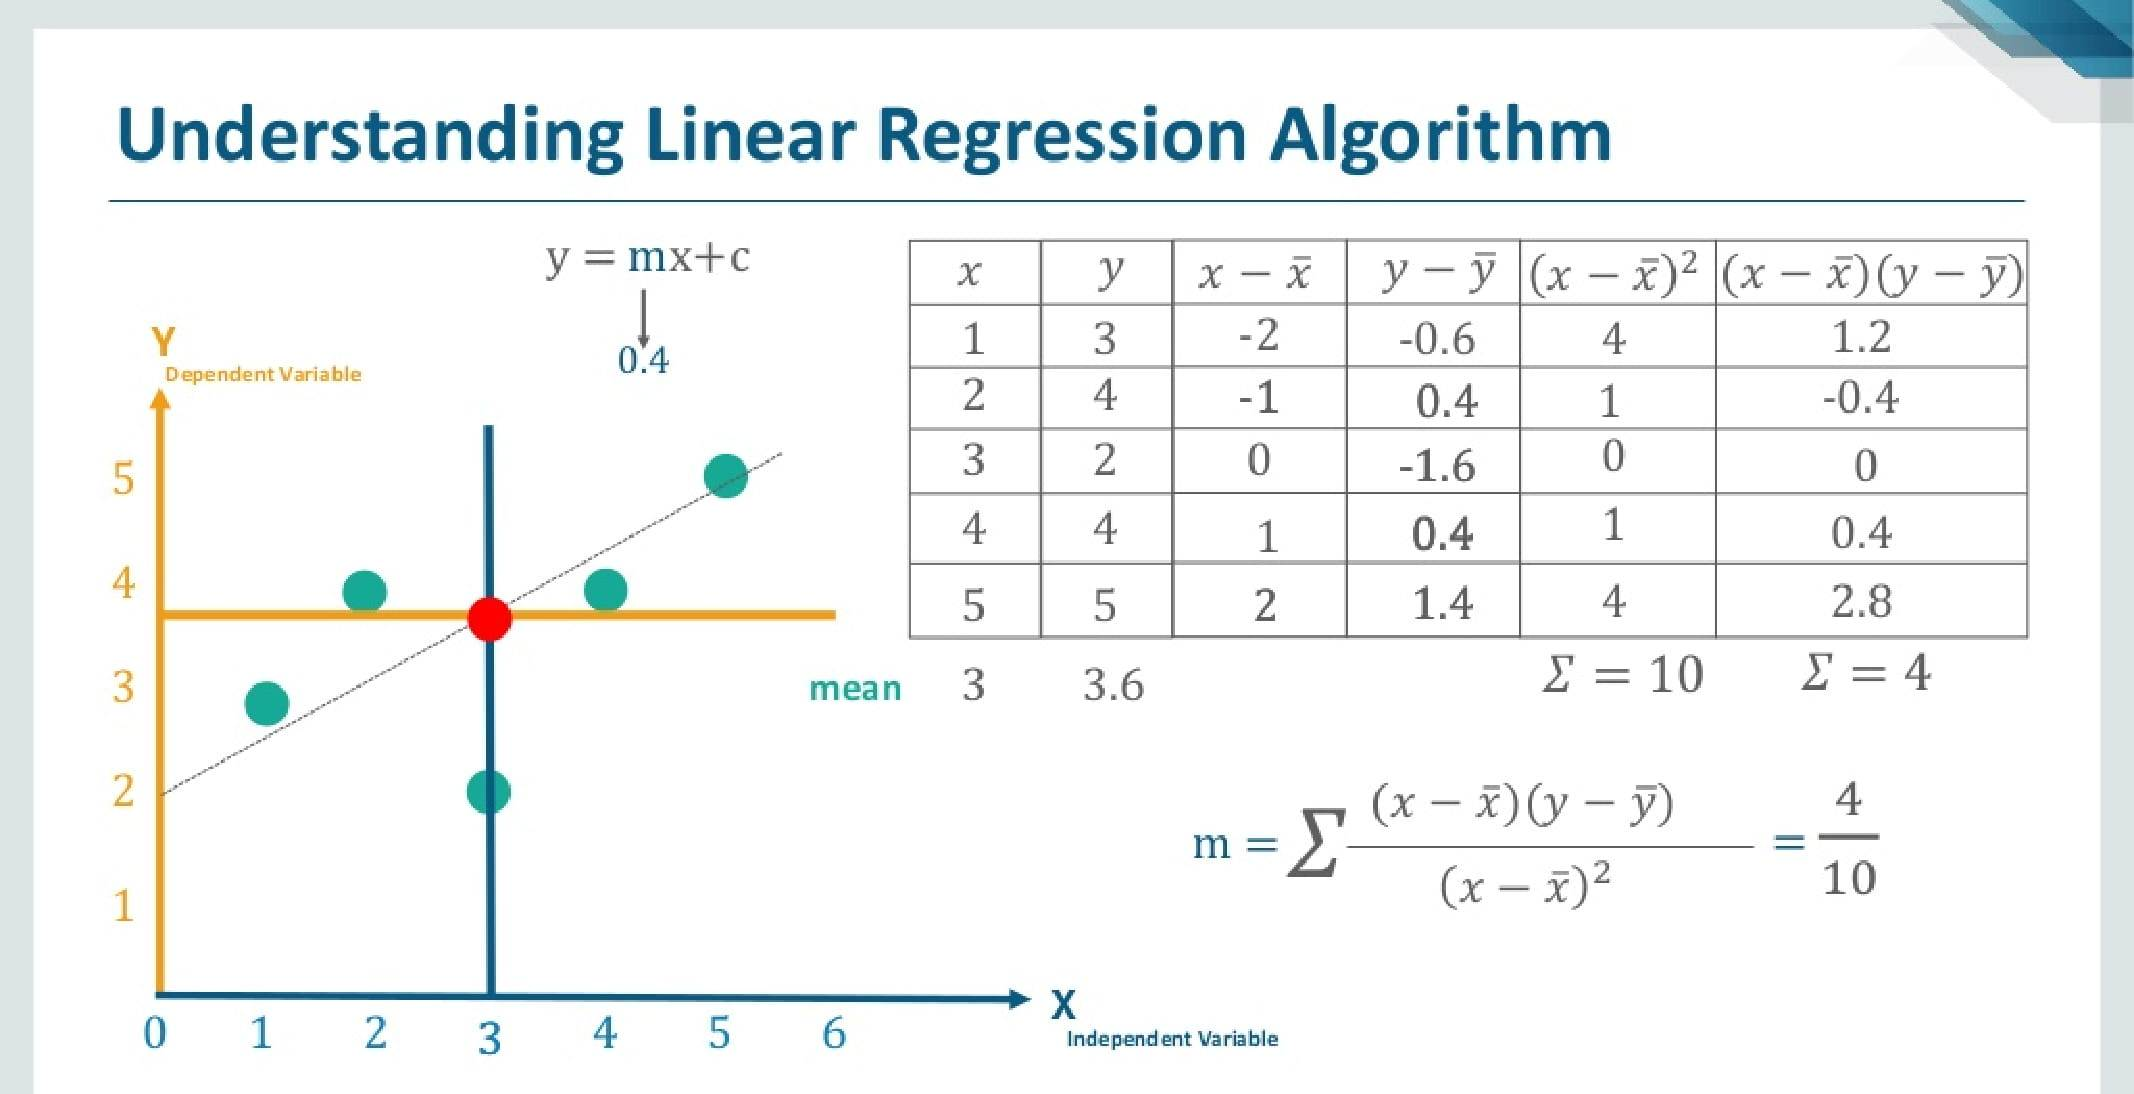 Understanding Linear Regression Algorithm
y = mx+c
0.4
Y
Dependent Variable
5
4
3
2
1
0 1 2 3 4 5 6
X
Independent Variable
x y x − x̄ y − ȳ (x − x̄)² (x − x̄)(y − ȳ)
1 3 -2 -0.6 4 1.2
2 4 -1 0.4 1 -0.4
3 2 0 -1.6 0 0
4 4 1 0.4 1 0.4
5 5 2 1.4 4 2.8
mean 3 3.6 Σ = 10 Σ = 4
m = Σ (x − x̄)(y − ȳ) / (x − x̄)² = 4 / 10